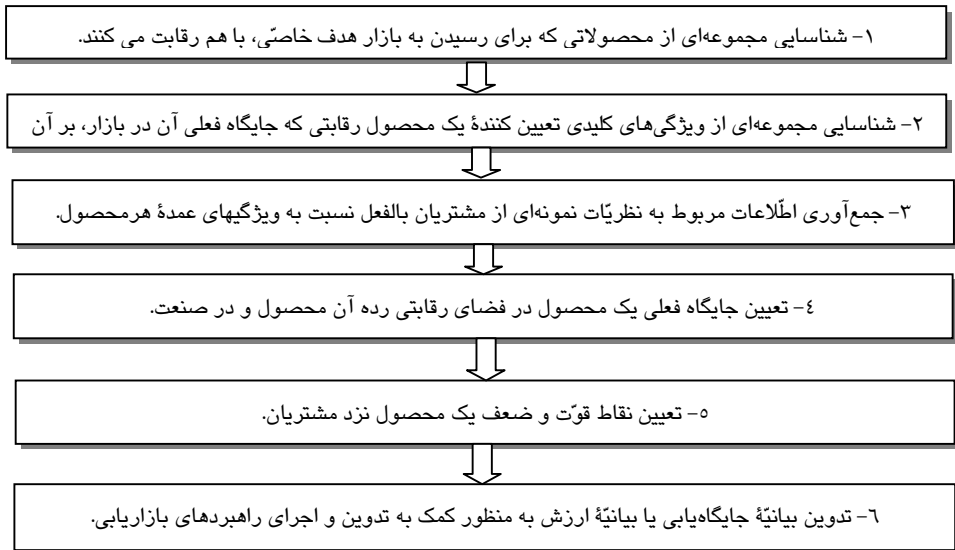 ۱- شناسایی مجموعه‌ای از محصولاتی که برای رسیدن به بازار هدف خاصّی، با هم رقابت می کنند.
۲- شناسایی مجموعه‌ای از ویژگی‌های کلیدی تعیین کنندۀ یک محصول رقابتی که جایگاه فعلی آن در بازار، بر آن
۳- جمع‌آوری اطّلاعات مربوط به نظریّات نمونه‌ای از مشتریان بالفعل نسبت به ویژگیهای عمدۀ هرمحصول.
٤- تعیین جایگاه فعلی یک محصول در فضای رقابتی رده آن محصول و در صنعت.
٥- تعیین نقاط قوّت و ضعف یک محصول نزد مشتریان.
٦- تدوین بیانیّۀ جایگاه‌یابی یا بیانیّۀ ارزش به منظور کمک به تدوین و اجرای راهبردهای بازاریابی.